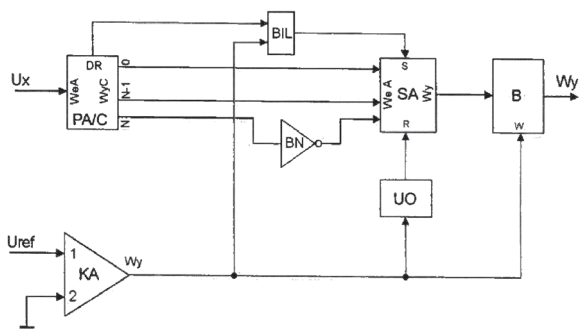 BIL
DR
0
S
Ux
WeA
WyC
N-1
We A
SA
Wy
B
Wy
PA/C
N
BN
R
W
UO
Uref
1
Wy
KA
2